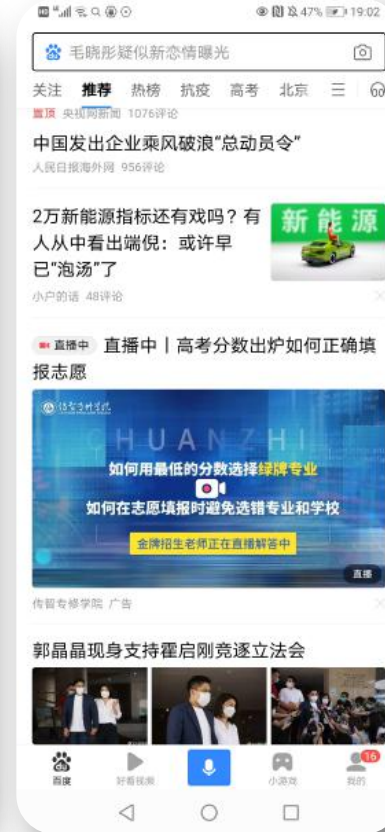 47% 19:02
毛晓彤疑似新恋情曝光
关注 推荐 热榜 抗疫 高考 北京
置顶 央视网新闻 1076评论
中国发出企业乘风破浪“总动员令”
人民日报海外网 956评论
2万新能源指标还有戏吗？有
人从中看出端倪：或许早
已“泡汤”了
新能源
小户的话 48评论
直播中 直播中丨高考分数出炉如何正确填
报志愿
传智专修学院
CHUANZHI
如何用最低的分数选择绿牌专业
如何在志愿填报时避免选错专业和学校
金牌招生老师正在直播解答中
直播
传智专修学院 广告
郭晶晶现身支持霍启刚竞逐立法会
百度 好看视频 小游戏 我的
16